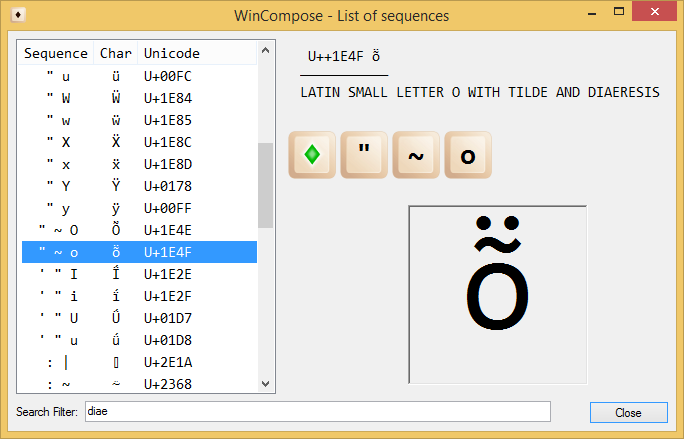 WinCompose - List of sequences
Sequence Char Unicode
" u ü U+00FC
" W Ẅ U+1E84
" w ẅ U+1E85
" X Ẍ U+1E8C
" x ẍ U+1E8D
" Y Ÿ U+0178
" y ÿ U+00FF
" ~ O Ṏ U+1E4E
" ~ o ṏ U+1E4F
' " I Ḯ U+1E2E
' " i ḯ U+1E2F
' " U Ǘ U+01D7
' " u ǘ U+01D8
: | ▯ U+2E1A
: ~ ⍨ U+2368
U++1E4F ṏ
LATIN SMALL LETTER O WITH TILDE AND DIAERESIS
" ~ o
ṏ
Search Filter: diae
Close